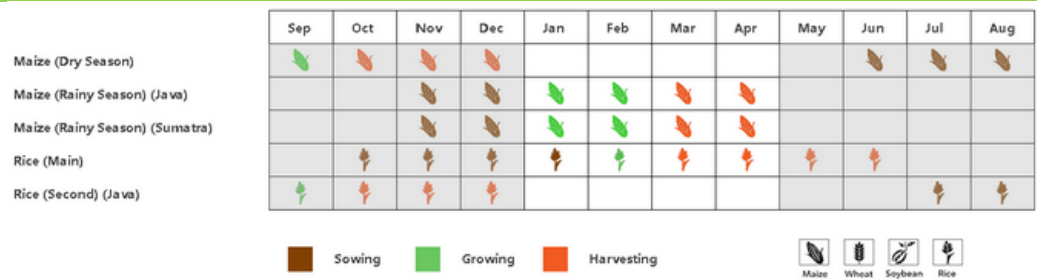 Sep Oct Nov Dec Jan Feb Mar Apr May Jun Jul Aug
Maize (Dry Season)
Maize (Rainy Season) (Java)
Maize (Rainy Season) (Sumatra)
Rice (Main)
Rice (Second) (Java)
Sowing Growing Harvesting
Maize Wheat Soybean Rice